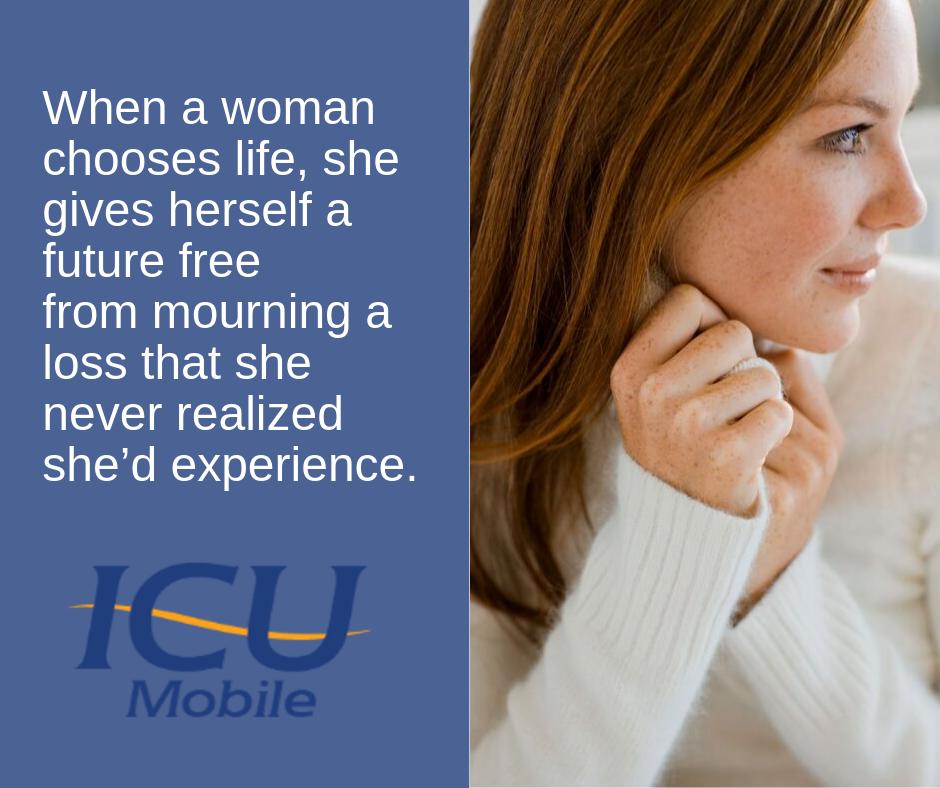 When a woman
chooses life, she
gives herself a
future free
from mourning a
loss that she
never realized
she’d experience.
ICU
Mobile